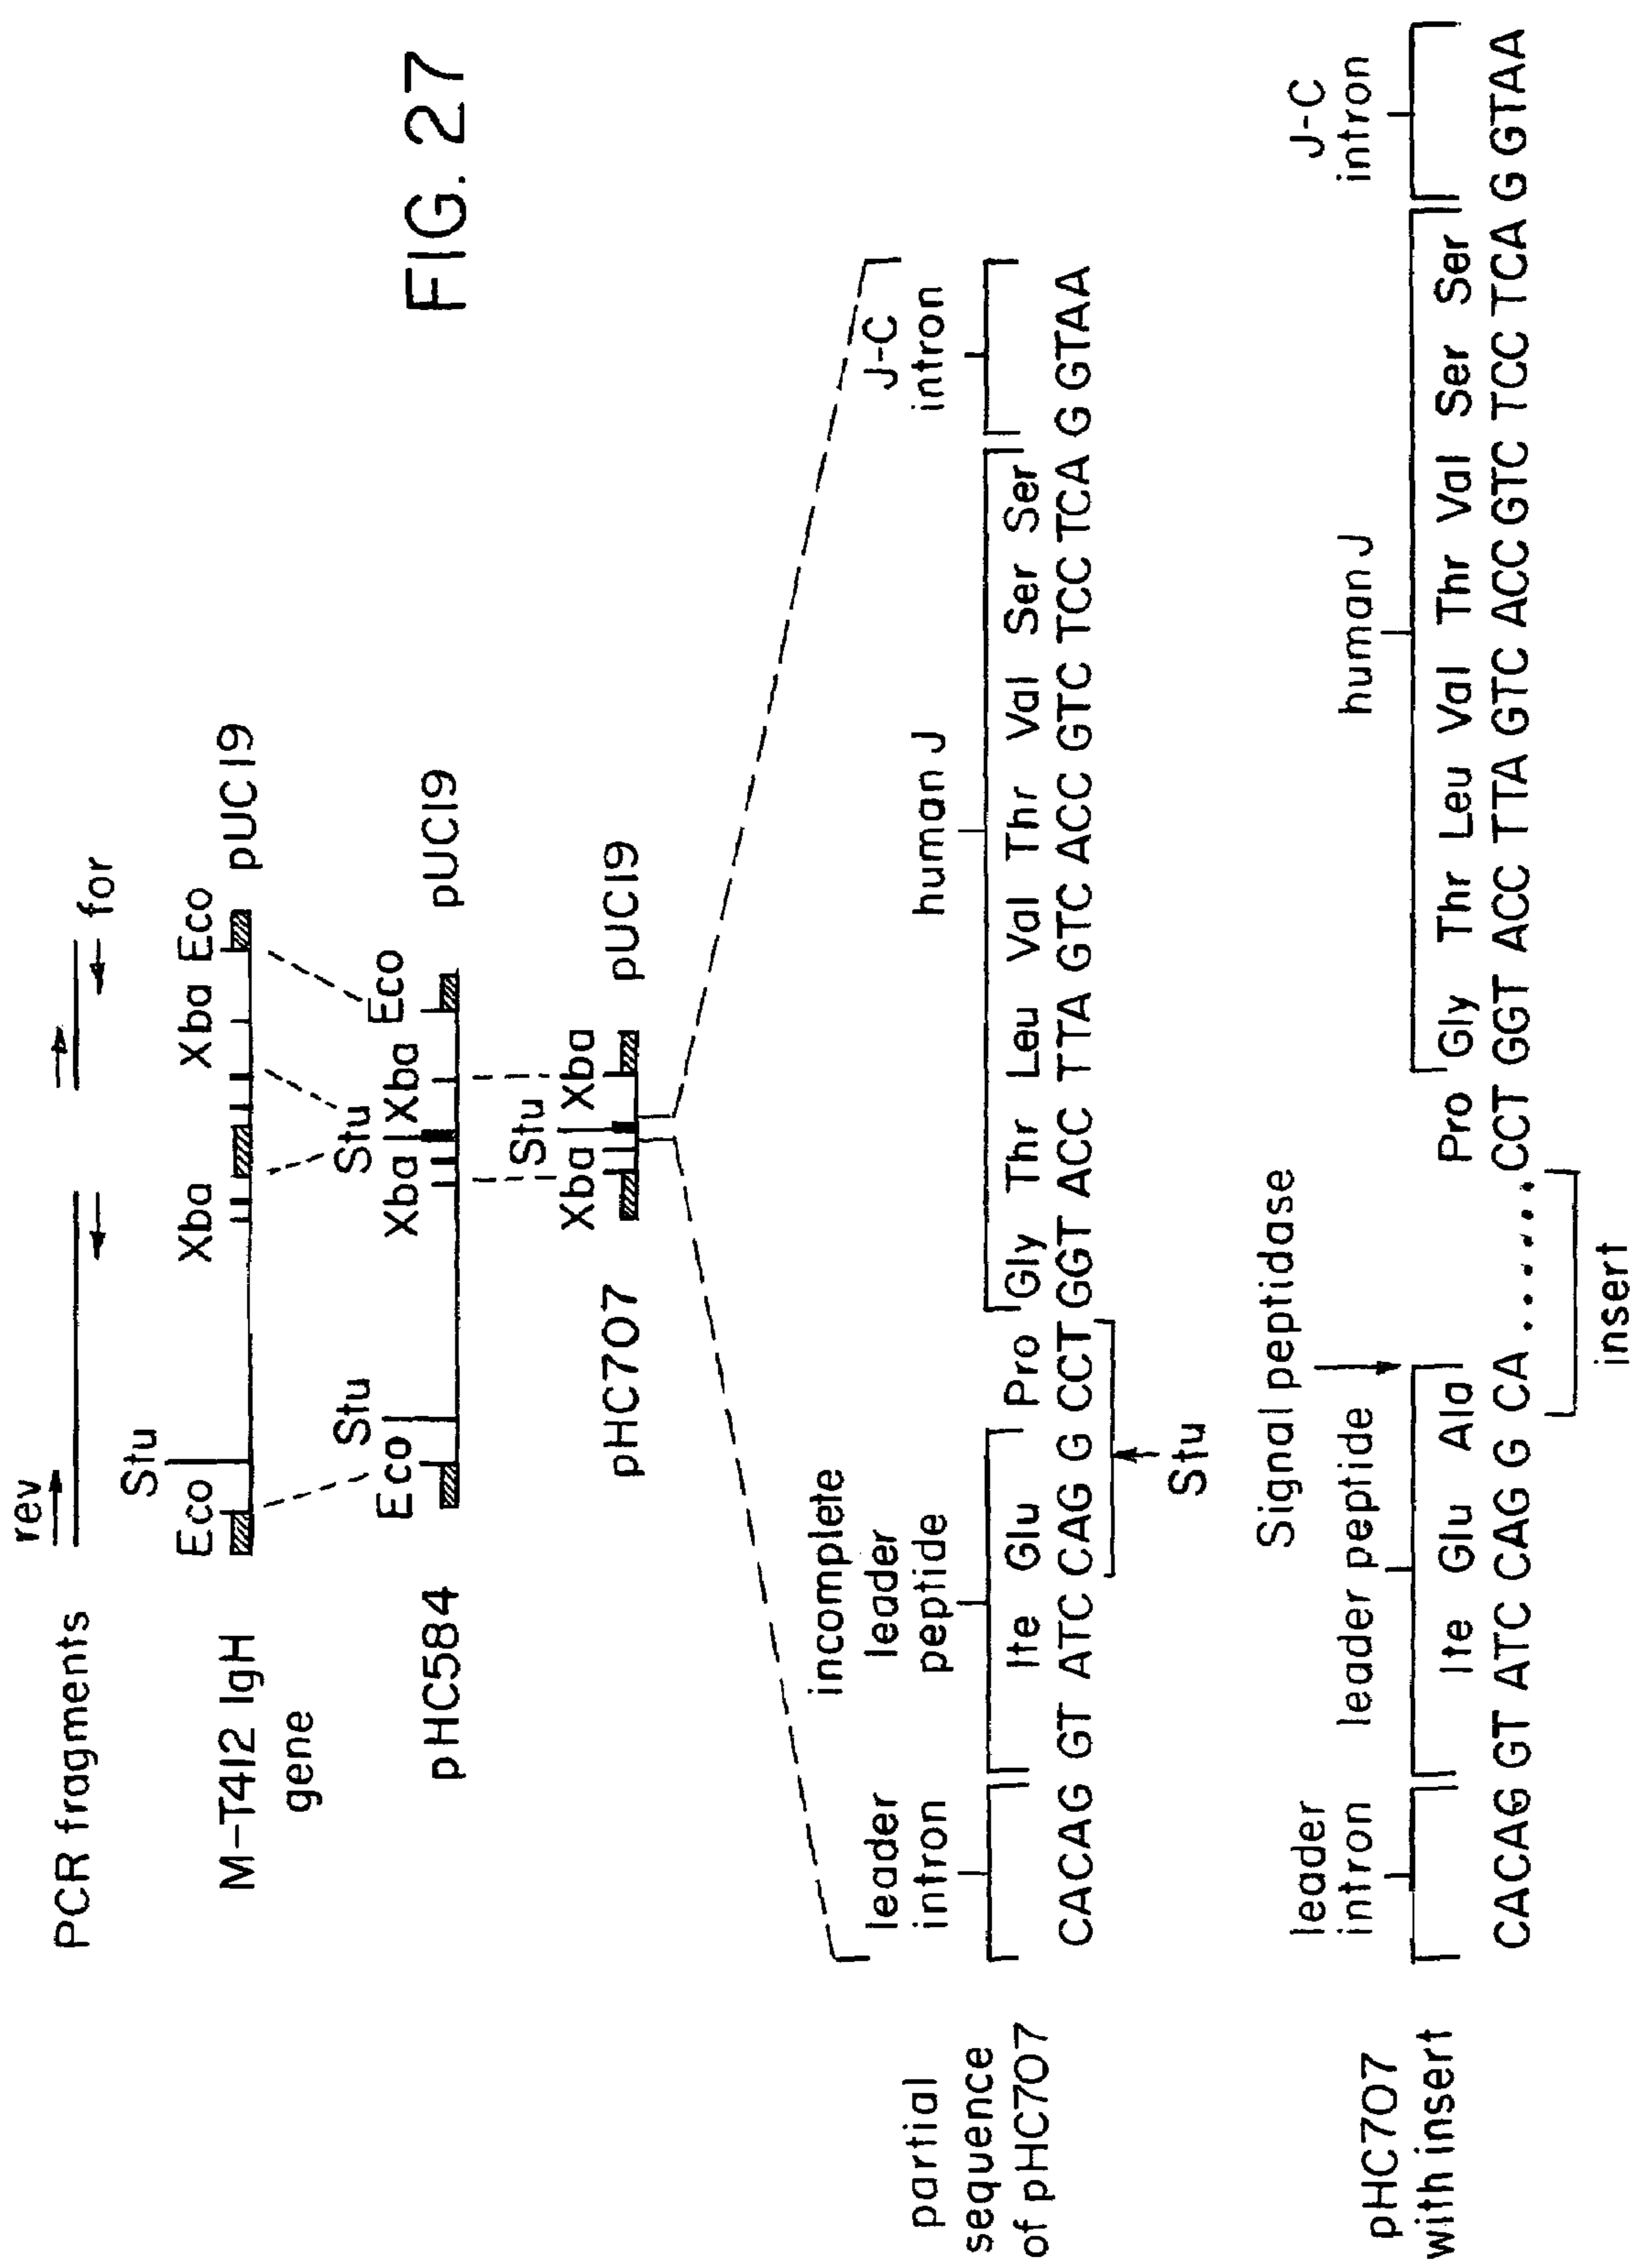 FIG. 27
PCR fragments
rev
for
M-T412 IgH
gene
Eco
Stu
Xba
Xba
Eco
pUC19
pHC584
Eco
Stu
Xba
Stu
Xba
Eco
pUC19
pHC707
Xba
Stu
Xba
pUC19
partial
sequence
of pHC707
leader
intron
incomplete
leader
peptide
human J
J-C
intron
Ite Glu Pro Gly Thr Leu Val Thr Val Ser Ser
CACAG GT ATC CAG G CCT GGT ACC TTA GTC ACC GTC TCC TCA G GTAA
Stu
pHC707
with insert
leader
intron
leader peptide
Signal peptidase
human J
J-C
intron
Ite Glu Ala Pro Gly Thr Leu Val Thr Val Ser Ser
CACAG GT ATC CAG G CA ....... CCT GGT ACC TTA GTC ACC GTC TCC TCA G GTAA
insert